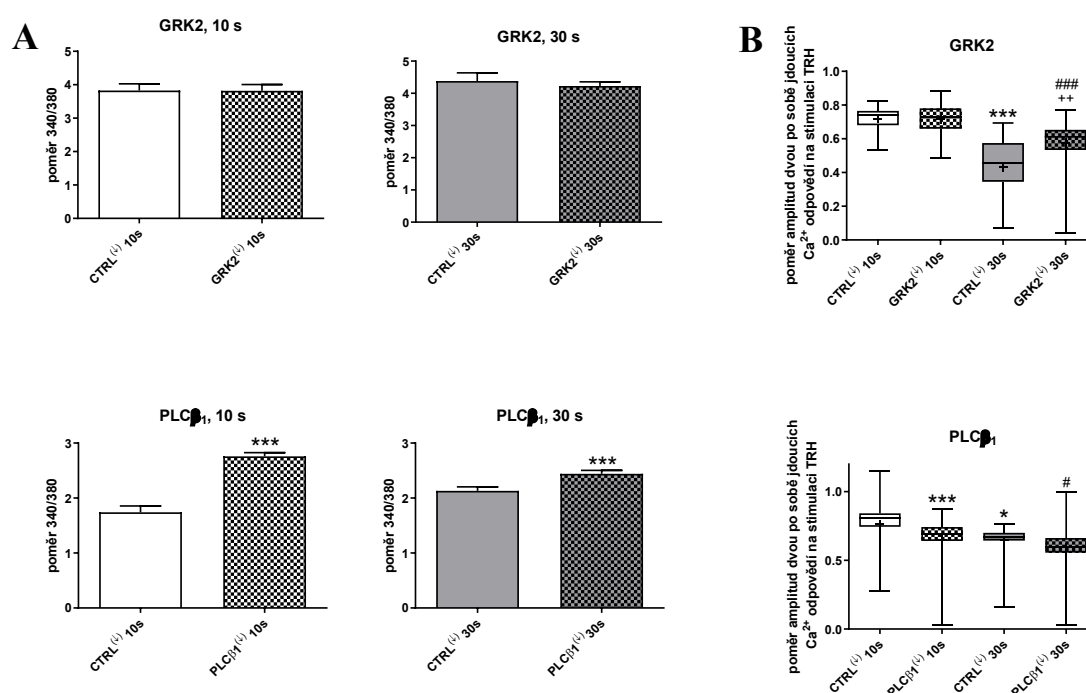 A
GRK2, 10 s
poměr 340/380
5
4
3
2
1
0
CTRL(↓) 10s
GRK2(↓) 10s
GRK2, 30 s
poměr 340/380
5
4
3
2
1
0
CTRL(↓) 30s
GRK2(↓) 30s
B
GRK2
poměr amplitud dvou po sobě jdoucích
Ca2+ odpovědí na stimulaci TRH
1.0
0.8
0.6
0.4
0.2
0.0
***
###
++
CTRL(↓) 10s
GRK2(↓) 10s
CTRL(↓) 30s
GRK2(↓) 30s
PLCβ1, 10 s
poměr 340/380
3
2
1
0
***
CTRL(↓) 10s
PLCβ1(↓) 10s
PLCβ1, 30 s
poměr 340/380
3
2
1
0
***
CTRL(↓) 30s
PLCβ1(↓) 30s
PLCβ1
poměr amplitud dvou po sobě jdoucích
Ca2+ odpovědí na stimulaci TRH
1.0
0.5
0.0
***
*
#
CTRL(↓) 10s
PLCβ1(↓) 10s
CTRL(↓) 30s
PLCβ1(↓) 30s